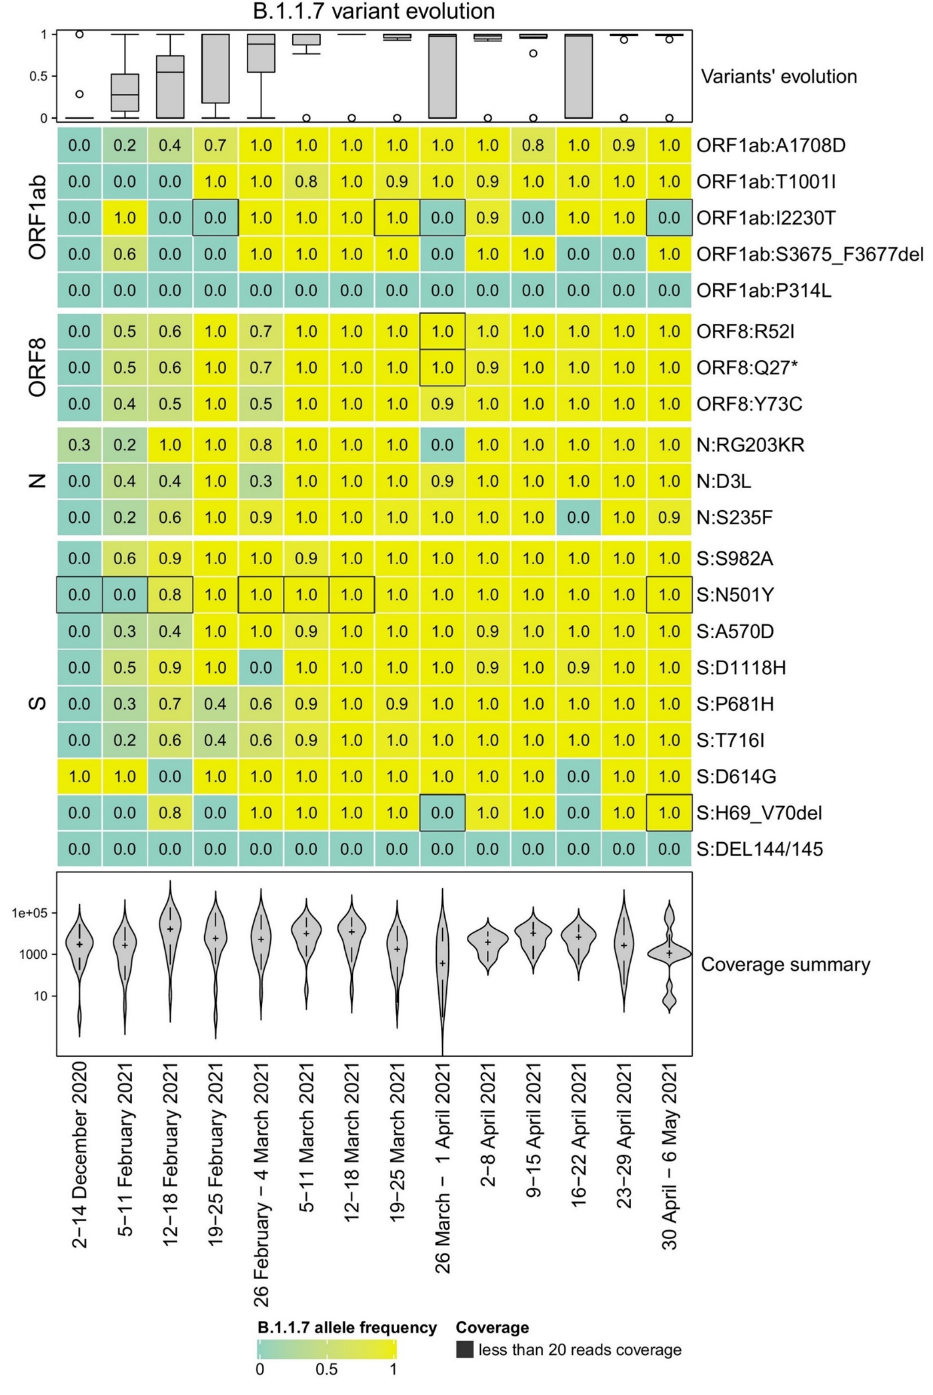 B.1.1.7 variant evolution
1
0.5
0
Variants' evolution
ORF1ab
0.0 0.2 0.4 0.7 1.0 1.0 1.0 1.0 1.0 1.0 0.8 1.0 0.9 1.0 ORF1ab:A1708D
0.0 0.0 0.0 1.0 1.0 0.8 1.0 0.9 1.0 0.9 1.0 1.0 1.0 1.0 ORF1ab:T1001I
0.0 1.0 0.0 0.0 1.0 1.0 1.0 1.0 0.0 0.9 0.0 1.0 1.0 0.0 ORF1ab:I2230T
0.0 0.6 0.0 0.0 1.0 1.0 1.0 1.0 0.0 1.0 1.0 0.0 0.0 1.0 ORF1ab:S3675_F3677del
0.0 0.0 0.0 0.0 0.0 0.0 0.0 0.0 0.0 0.0 0.0 0.0 0.0 0.0 ORF1ab:P314L
ORF8
0.0 0.5 0.6 1.0 0.7 1.0 1.0 1.0 1.0 1.0 1.0 1.0 1.0 1.0 ORF8:R52I
0.0 0.5 0.6 1.0 0.7 1.0 1.0 1.0 1.0 0.9 1.0 1.0 1.0 1.0 ORF8:Q27*
0.0 0.4 0.5 1.0 0.5 1.0 1.0 1.0 0.9 1.0 1.0 1.0 1.0 1.0 ORF8:Y73C
N
0.3 0.2 1.0 1.0 0.8 1.0 1.0 1.0 0.0 1.0 1.0 1.0 1.0 1.0 N:RG203KR
0.0 0.4 0.4 1.0 0.3 1.0 1.0 1.0 0.9 1.0 1.0 1.0 1.0 1.0 N:D3L
0.0 0.2 0.6 1.0 0.9 1.0 1.0 1.0 1.0 1.0 1.0 0.0 1.0 0.9 N:S235F
S
0.0 0.6 0.9 1.0 1.0 0.9 1.0 1.0 1.0 1.0 1.0 1.0 1.0 1.0 S:S982A
0.0 0.0 0.8 1.0 1.0 1.0 1.0 1.0 1.0 1.0 1.0 1.0 1.0 1.0 S:N501Y
0.0 0.3 0.4 1.0 1.0 0.9 1.0 1.0 1.0 0.9 1.0 1.0 1.0 1.0 S:A570D
0.0 0.5 0.9 1.0 0.0 1.0 1.0 1.0 1.0 0.9 1.0 0.9 1.0 1.0 S:D1118H
0.0 0.3 0.7 0.4 0.6 0.9 1.0 0.9 1.0 1.0 1.0 1.0 1.0 1.0 S:P681H
0.0 0.2 0.6 0.4 0.6 0.9 1.0 1.0 1.0 1.0 1.0 1.0 1.0 1.0 S:T716I
1.0 1.0 0.0 1.0 1.0 1.0 1.0 1.0 1.0 1.0 1.0 0.0 1.0 1.0 S:D614G
0.0 0.0 0.8 0.0 1.0 1.0 1.0 1.0 0.0 1.0 1.0 0.0 1.0 1.0 S:H69_V70del
0.0 0.0 0.0 0.0 0.0 0.0 0.0 0.0 0.0 0.0 0.0 0.0 0.0 0.0 S:DEL144/145
1e+05
1000
10
Coverage summary
2−14 December 2020
5−11 February 2021
12−18 February 2021
19−25 February 2021
26 February − 4 March 2021
5−11 March 2021
12−18 March 2021
19−25 March 2021
26 March − 1 April 2021
2−8 April 2021
9−15 April 2021
16−22 April 2021
23−29 April 2021
30 April − 6 May 2021
B.1.1.7 allele frequency
0 0.5 1
Coverage
less than 20 reads coverage